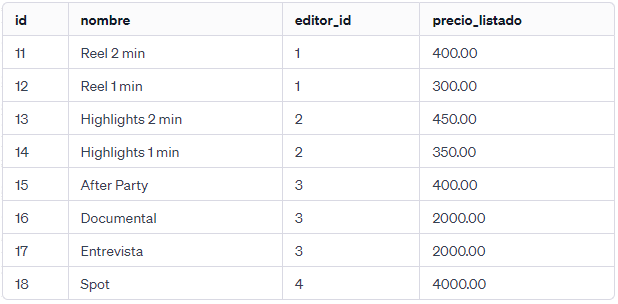 id nombre editor_id precio_listado
11 Reel 2 min 1 400.00
12 Reel 1 min 1 300.00
13 Highlights 2 min 2 450.00
14 Highlights 1 min 2 350.00
15 After Party 3 400.00
16 Documental 3 2000.00
17 Entrevista 3 2000.00
18 Spot 4 4000.00